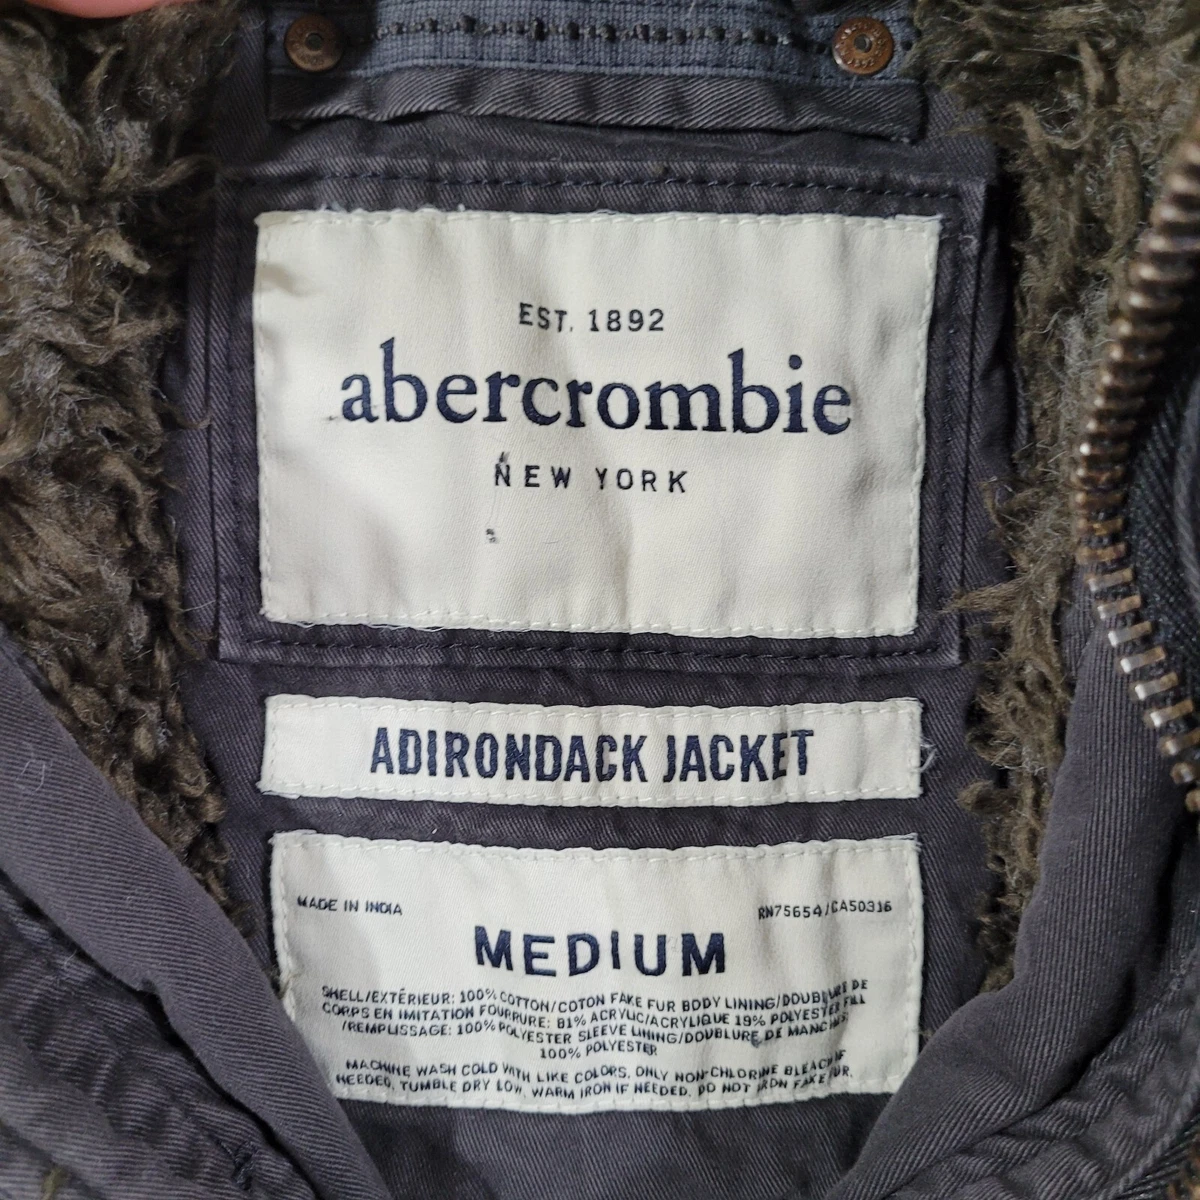 EST. 1892
abercrombie
NEW YORK
ADIRONDACK JACKET
MADE IN INDIA
RN75654/CA50316
MEDIUM
SHELL/EXTÉRIEUR: 100% COTTON/COTON FAKE FUR BODY LINING/DOUBLURE DE
CORPS EN IMITATION FOURRURE: 81% ACRYLIC/ACRYLIQUE 19% POLYESTER FILL
/REMPLISSAGE: 100% POLYESTER SLEEVE LINING/DOUBLURE DE MANCHES:
100% POLYESTER
MACHINE WASH COLD WITH LIKE COLORS, ONLY NON-CHLORINE BLEACH IF
NEEDED, TUMBLE DRY LOW, WARM IRON IF NEEDED, DO NOT IRON FAKE FUR.